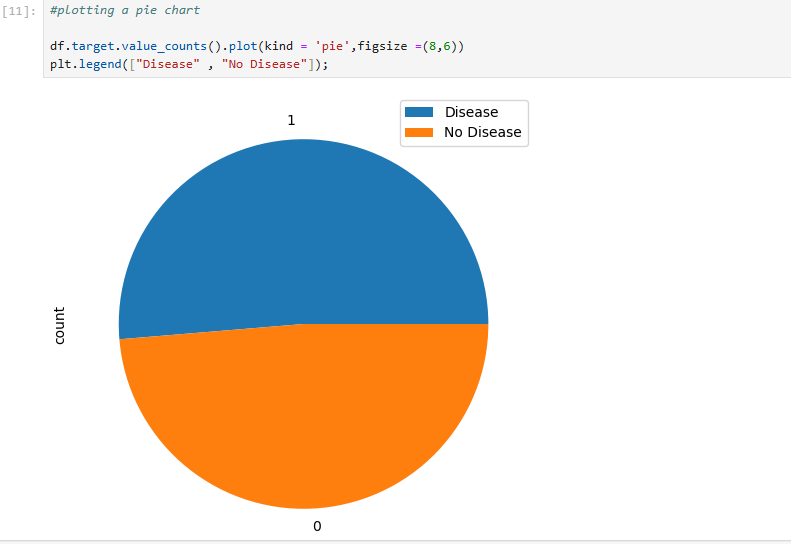 [11]: #plotting a pie chart
df.target.value_counts().plot(kind = 'pie',figsize =(8,6))
plt.legend(["Disease" , "No Disease"]);
Disease
1
No Disease
count
0